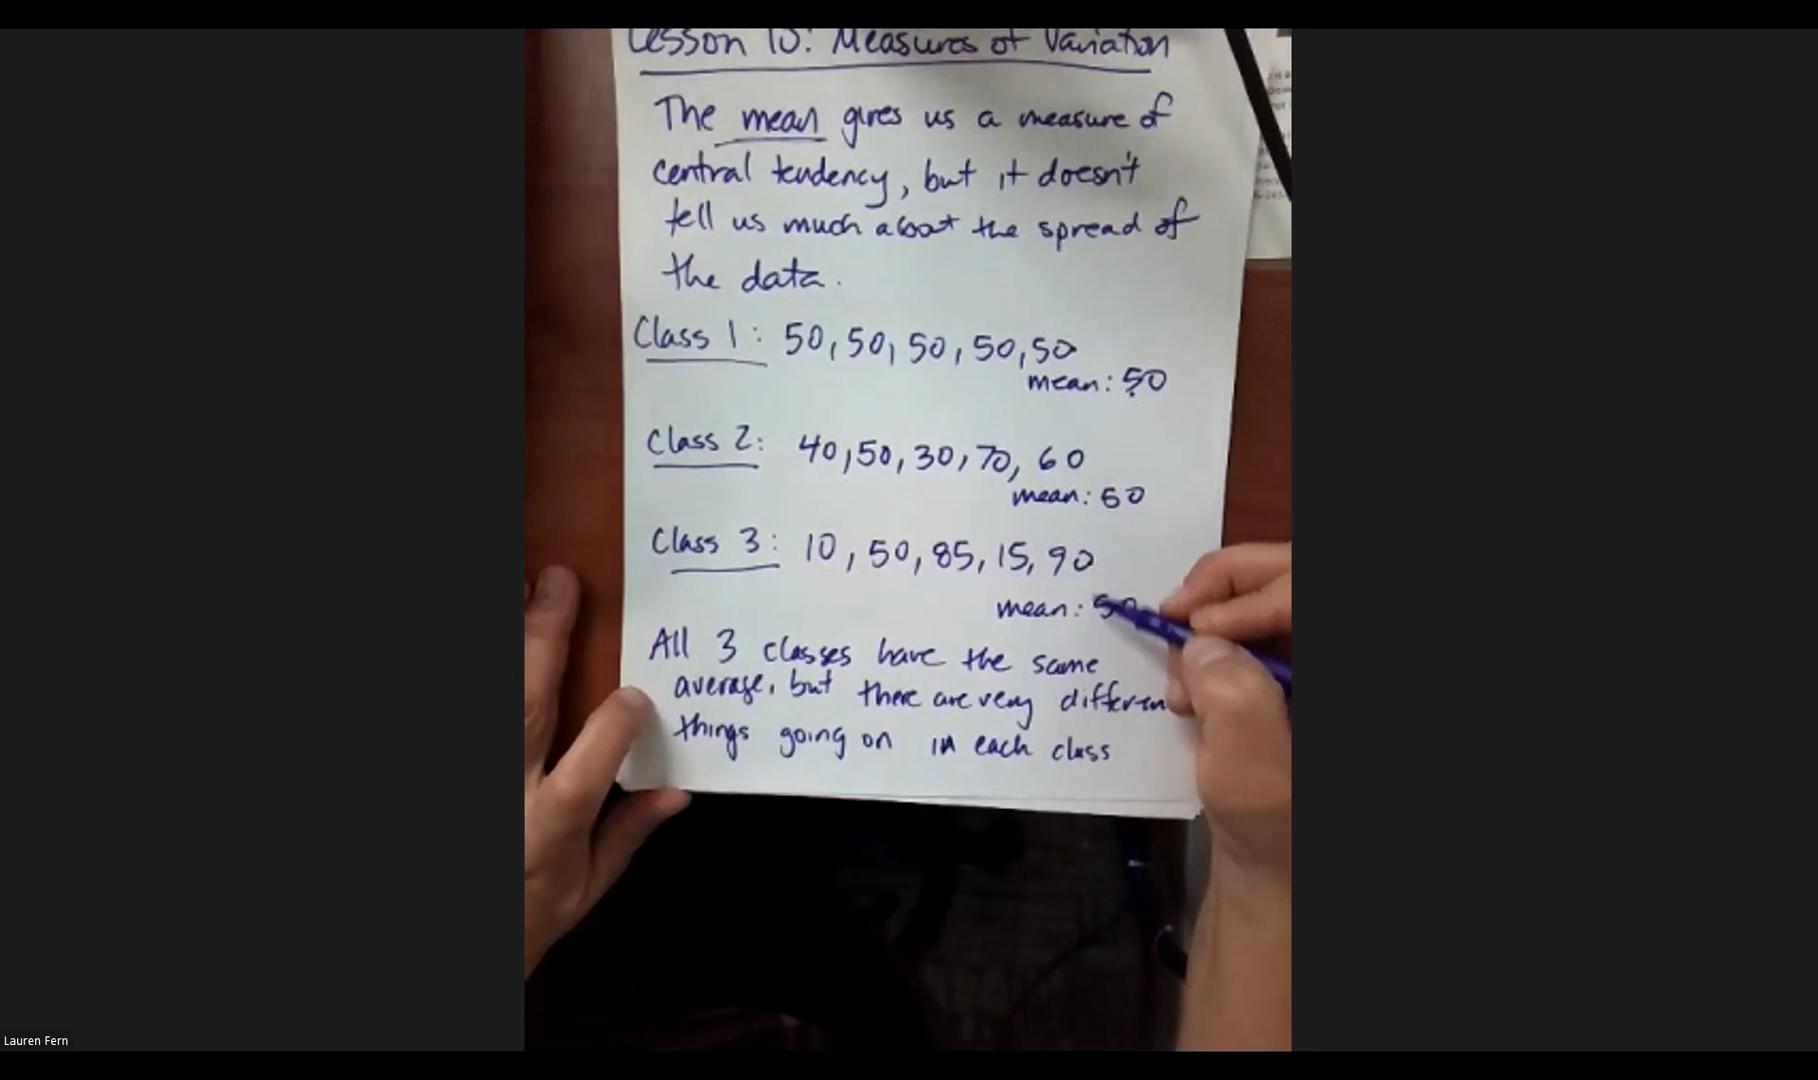 Lesson 10: Measures of Variation
The mean gives us a measure of
central tendency, but it doesn't
tell us much about the spread of
the data.
Class 1: 50, 50, 50, 50, 50
mean: 50
Class 2: 40, 50, 30, 70, 60
mean: 50
Class 3: 10, 50, 85, 15, 90
mean: 50
All 3 classes have the same
average, but there are very differen
things going on in each class
Lauren Fern